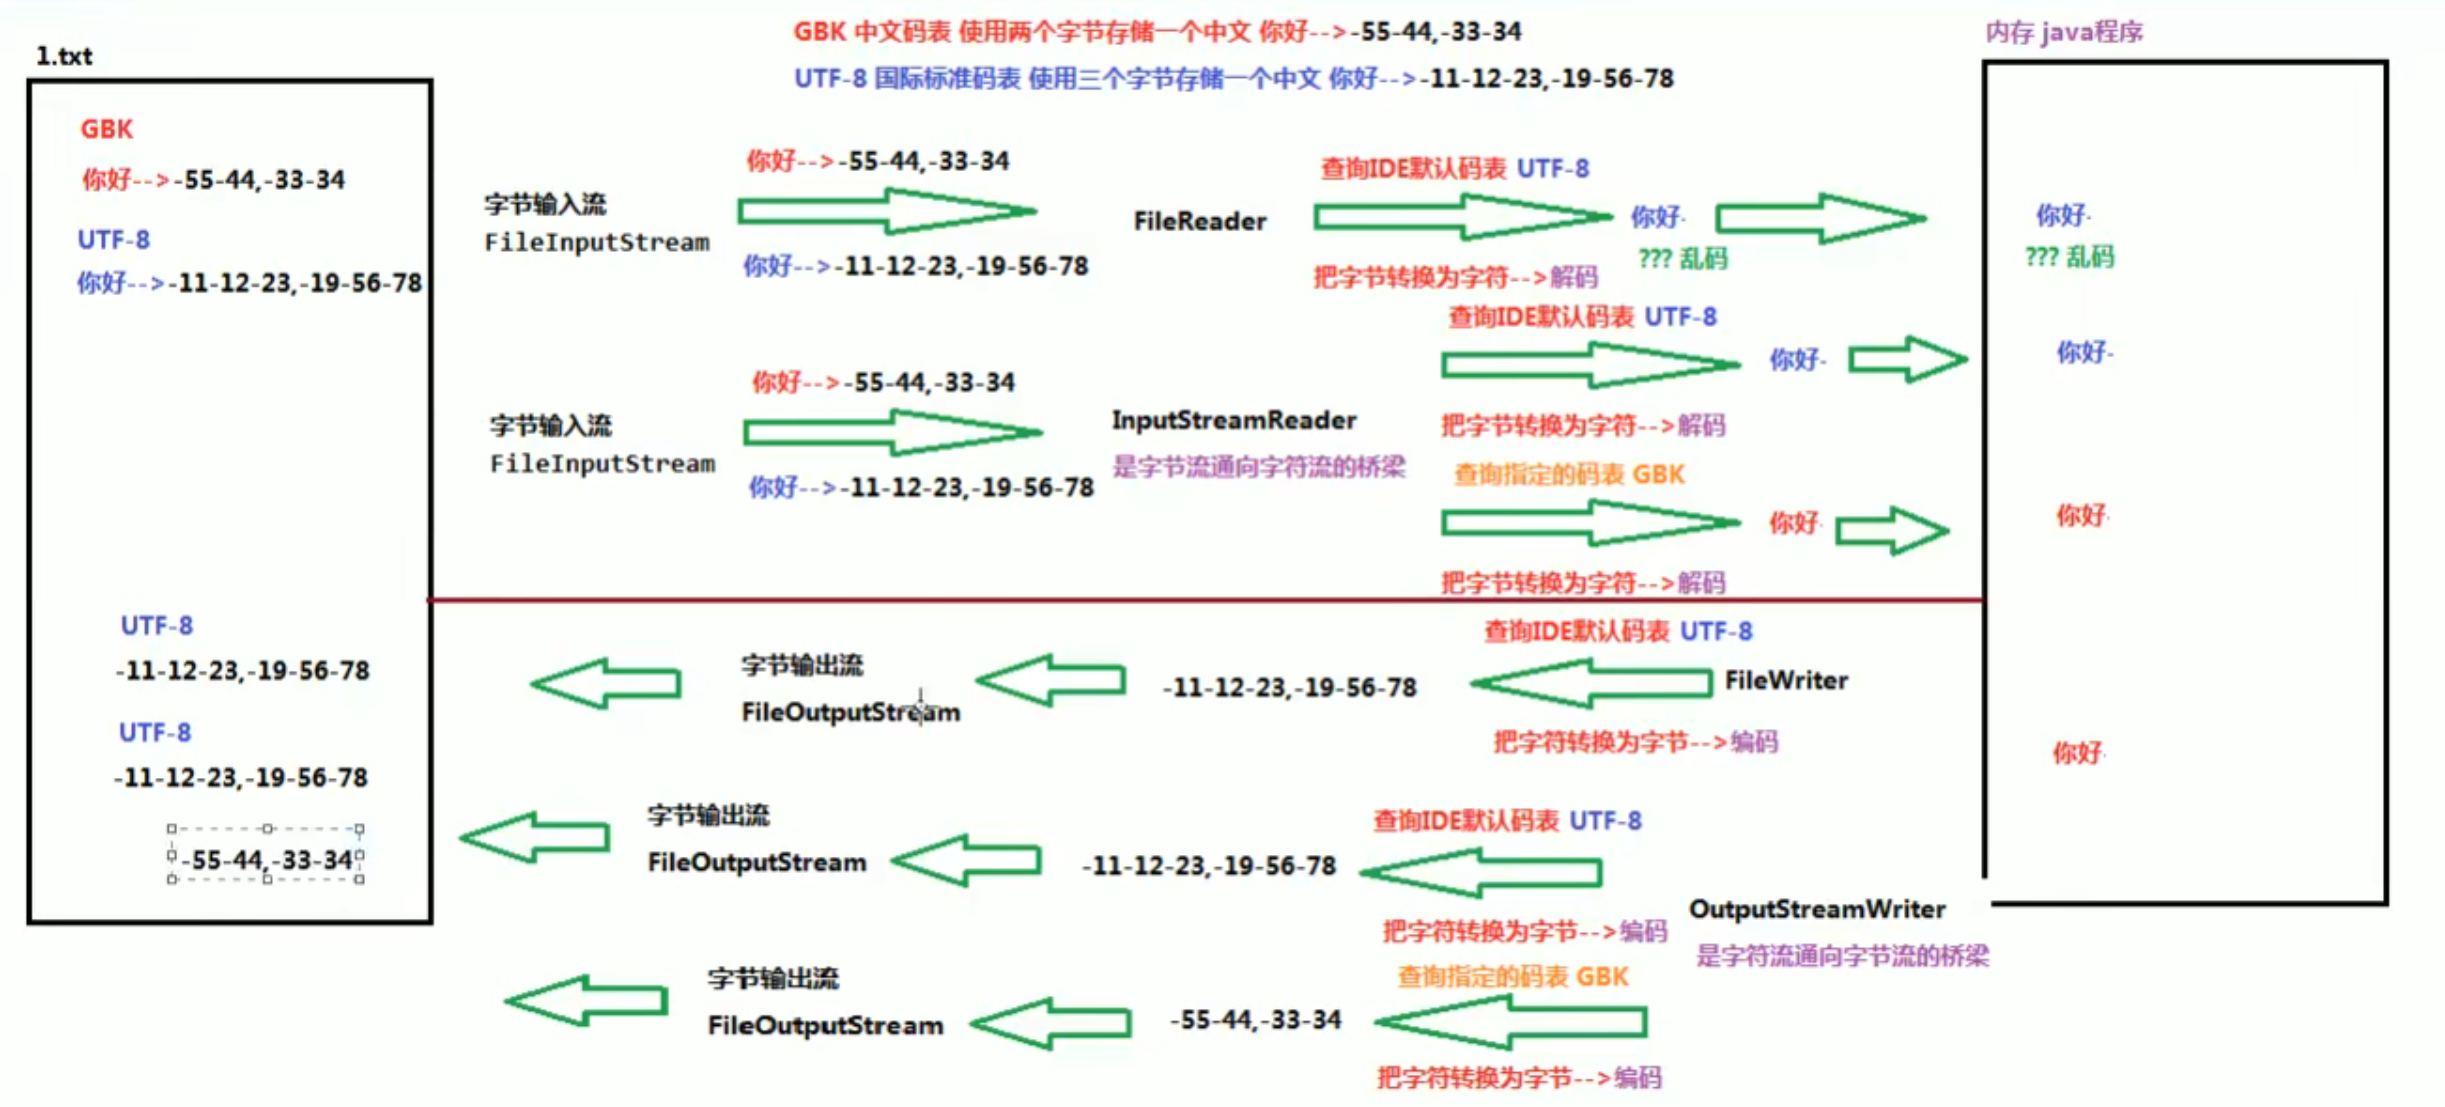 GBK 中文码表 使用两个字节存储一个中文 你好-->-55-44,-33-34
UTF-8 国际标准码表 使用三个字节存储一个中文 你好-->-11-12-23,-19-56-78
1.txt
GBK
你好-->-55-44,-33-34
UTF-8
你好-->-11-12-23,-19-56-78
字节输入流
FileInputStream
你好-->-55-44,-33-34
你好-->-11-12-23,-19-56-78
FileReader
查询IDE默认码表 UTF-8
把字节转换为字符-->解码
你好·
??? 乱码
字节输入流
FileInputStream
你好-->-55-44,-33-34
你好-->-11-12-23,-19-56-78
InputStreamReader
是字节流通向字符流的桥梁
查询IDE默认码表 UTF-8
你好-
把字节转换为字符-->解码
查询指定的码表 GBK
你好·
把字节转换为字符-->解码
内存 java程序
你好·
??? 乱码
你好-
你好·
你好·
查询IDE默认码表 UTF-8
FileWriter
把字符转换为字节-->编码
-11-12-23,-19-56-78
字节输出流
FileOutputStream
UTF-8
-11-12-23,-19-56-78
OutputStreamWriter
是字符流通向字节流的桥梁
查询IDE默认码表 UTF-8
把字符转换为字节-->编码
-11-12-23,-19-56-78
字节输出流
FileOutputStream
UTF-8
-11-12-23,-19-56-78
查询指定的码表 GBK
把字符转换为字节-->编码
-55-44,-33-34
字节输出流
FileOutputStream
-55-44,-33-34